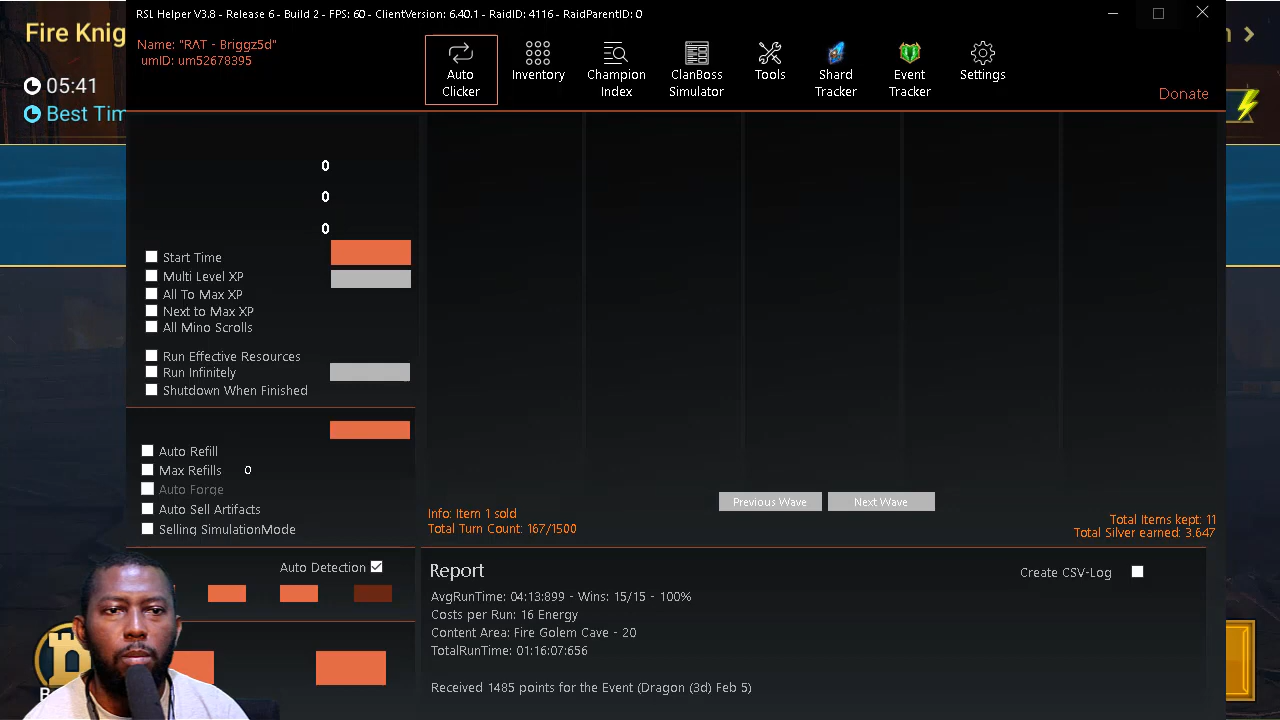 RSL Helper V3.8 - Release 6 - Build 2 - FPS: 60 - ClientVersion: 6.40.1 - RaidID: 4116 - RaidParentID: 0
Fire Knig
Name: "RAT - Briggz5d"
umID: um52678395
05:41
Best Tim
Auto Clicker
Inventory
Champion Index
ClanBoss Simulator
Tools
Shard Tracker
Event Tracker
Settings
Donate
0
0
0
Start Time
Multi Level XP
All To Max XP
Next to Max XP
All Mino Scrolls
Run Effective Resources
Run Infinitely
Shutdown When Finished
Auto Refill
Max Refills 0
Auto Forge
Auto Sell Artifacts
Selling SimulationMode
Previous Wave
Next Wave
Info: Item 1 sold
Total Turn Count: 167/1500
Total Items kept: 11
Total Silver earned: 3.647
Auto Detection
Report
Create CSV-Log
AvgRunTime: 04:13:899 - Wins: 15/15 - 100%
Costs per Run: 16 Energy
Content Area: Fire Golem Cave - 20
TotalRunTime: 01:16:07:656
Received 1485 points for the Event (Dragon (3d) Feb 5)